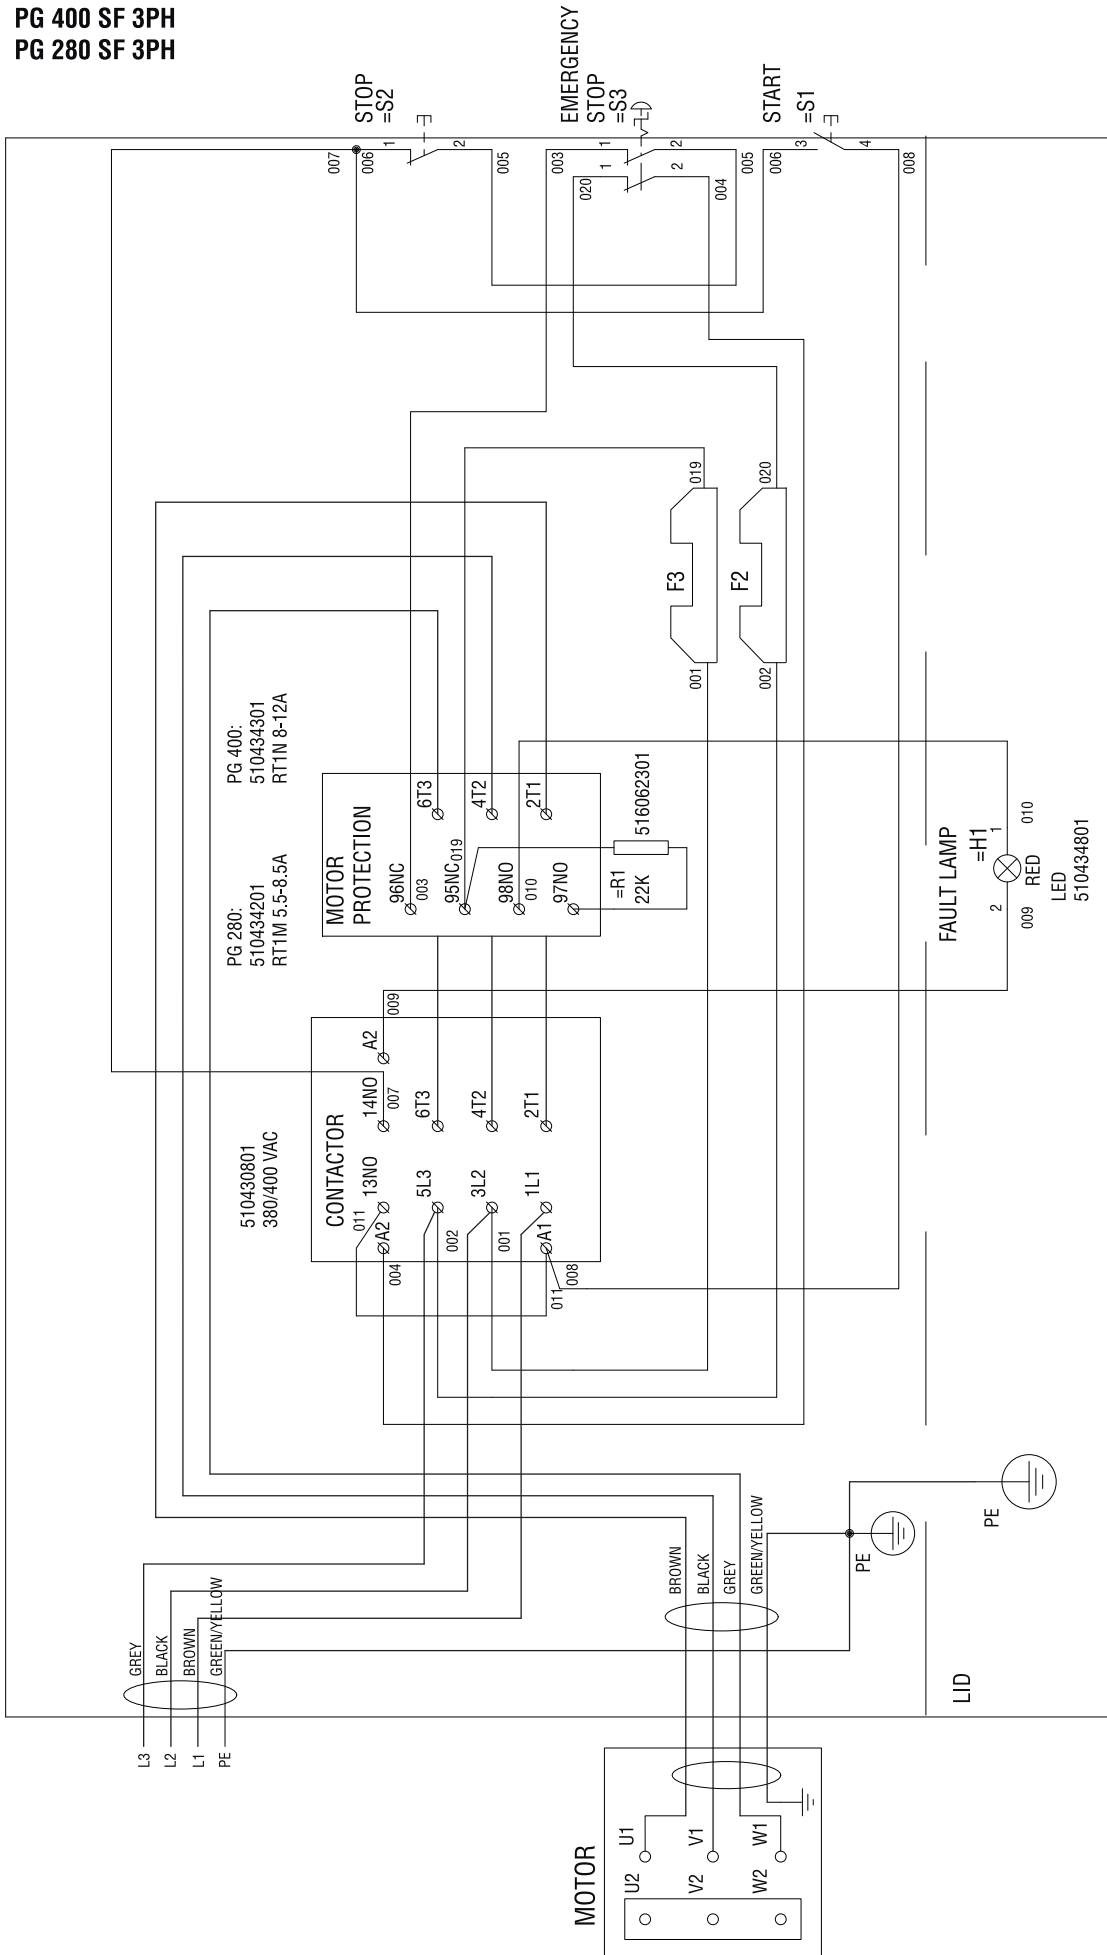 PG 400 SF 3PH
PG 280 SF 3PH
STOP
=S2
1
2
007
006
005
EMERGENCY
STOP
=S3
1
2
1
2
003
020
005
004
START
=S1
3
4
006
008
F3
019
001
F2
020
002
PG 400:
510434301
RT1N 8-12A
PG 280:
510434201
RT1M 5.5-8.5A
MOTOR
PROTECTION
96NC
003
95NC
019
98NO
010
97NO
6T3
4T2
2T1
=R1
22K
516062301
FAULT LAMP
=H1
1
2
010
009
RED
LED
510434801
510430801
380/400 VAC
CONTACTOR
13NO
14NO
A2
009
007
011
A2
004
5L3
002
3L2
001
1L1
A1
008
011
6T3
4T2
2T1
GREY
BLACK
BROWN
GREEN/YELLOW
L3
L2
L1
PE
BROWN
BLACK
GREY
GREEN/YELLOW
PE
PE
LID
MOTOR
U2
U1
V2
V1
W2
W1